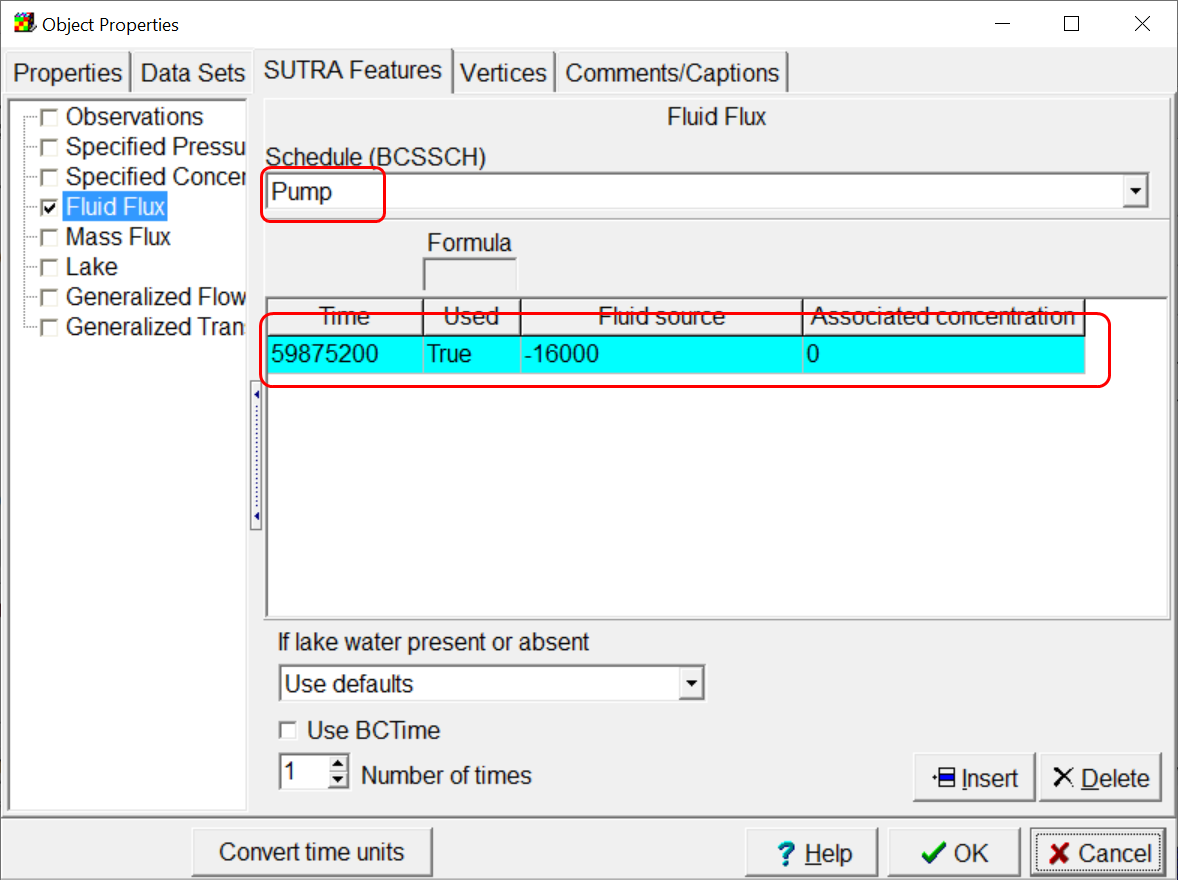 Object Properties
Properties Data Sets SUTRA Features Vertices Comments/Captions
Observations
Specified Pressu
Specified Concer
Fluid Flux
Mass Flux
Lake
Generalized Flow
Generalized Tran
Fluid Flux
Schedule (BCSSCH)
Pump
Formula
Time Used Fluid source Associated concentration
59875200 True -16000 0
If lake water present or absent
Use defaults
Use BCTime
1 Number of times
Insert Delete
Convert time units Help OK Cancel